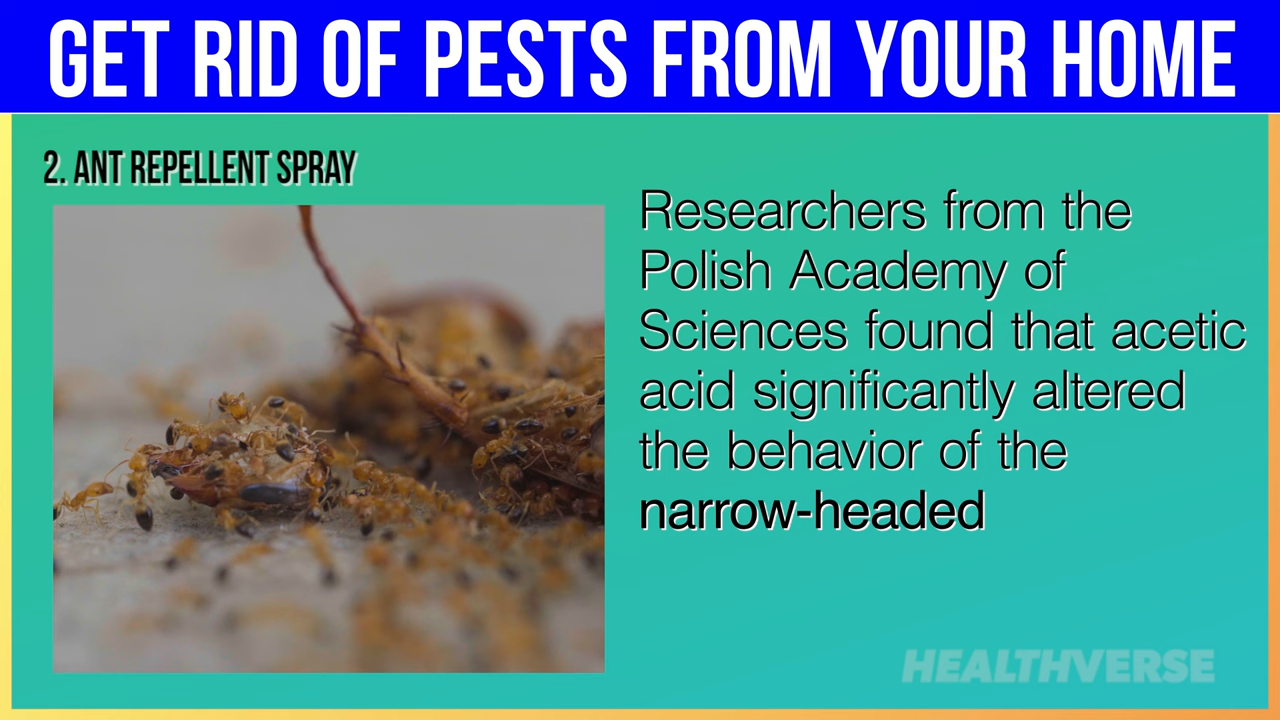 GET RID OF PESTS FROM YOUR HOME
2. ANT REPELLENT SPRAY
Researchers from the
Polish Academy of
Sciences found that acetic
acid significantly altered
the behavior of the
narrow-headed
HEALTHVERSE